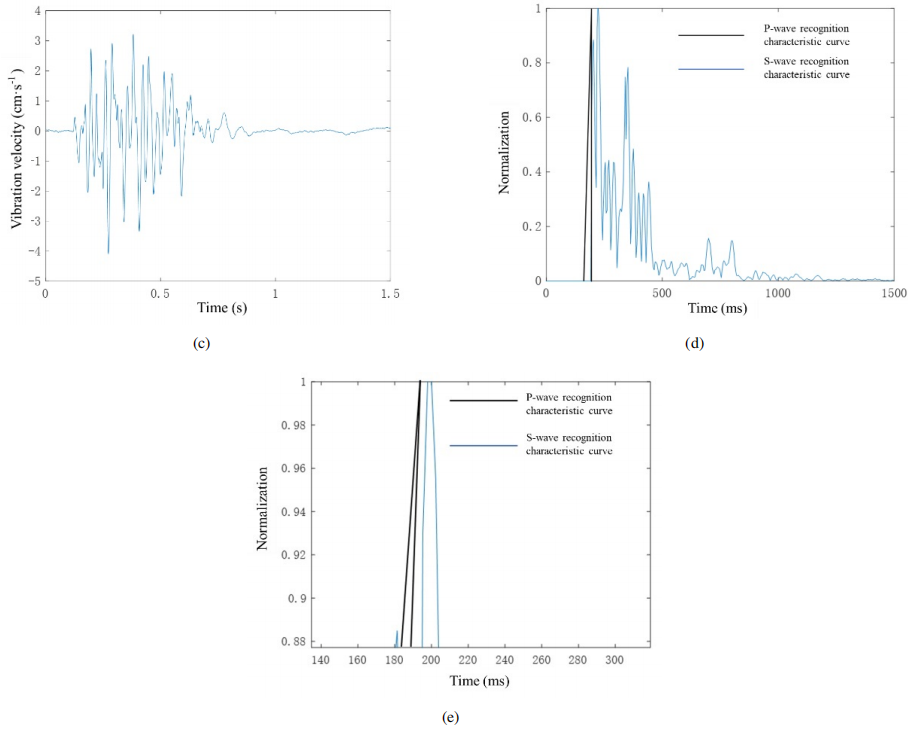 4
3
2
1
0
−1
−2
−3
−4
−5
Vibration velocity (cm·s⁻¹)
0
0.5
1
1.5
Time (s)
(c)
1
0.8
0.6
0.4
0.2
0
Normalization
P-wave recognition
characteristic curve
S-wave recognition
characteristic curve
0
500
1000
1500
Time (ms)
(d)
1
0.98
0.96
0.94
0.92
0.9
0.88
Normalization
P-wave recognition
characteristic curve
S-wave recognition
characteristic curve
140 160 180 200 220 240 260 280 300
Time (ms)
(e)